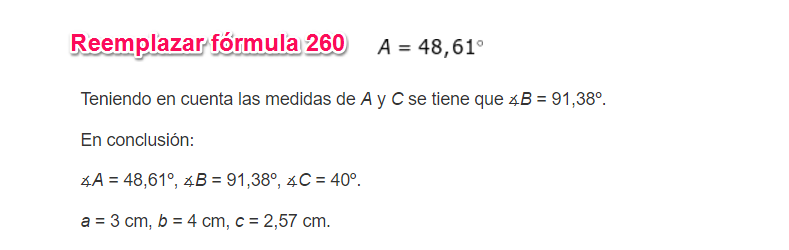 Reemplazar fórmula 260 A = 48,61°
Teniendo en cuenta las medidas de A y C se tiene que ∡B = 91,38º.
En conclusión:
∡A = 48,61º, ∡B = 91,38º, ∡C = 40º.
a = 3 cm, b = 4 cm, c = 2,57 cm.